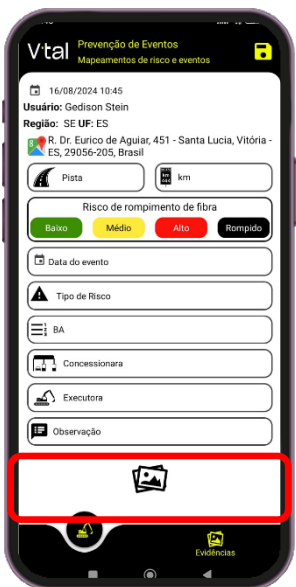 V.tal Prevenção de Eventos
Mapeamentos de risco e eventos
16/08/2024 10:45
Usuário: Gedison Stein
Região: SE UF: ES
R. Dr. Eurico de Aguiar, 451 - Santa Lucia, Vitória -
ES, 29056-205, Brasil
Pista km
Risco de rompimento de fibra
Baixo Médio Alto Rompido
Data do evento
Tipo de Risco
BA
Concessionara
Executora
Observação
Evidências